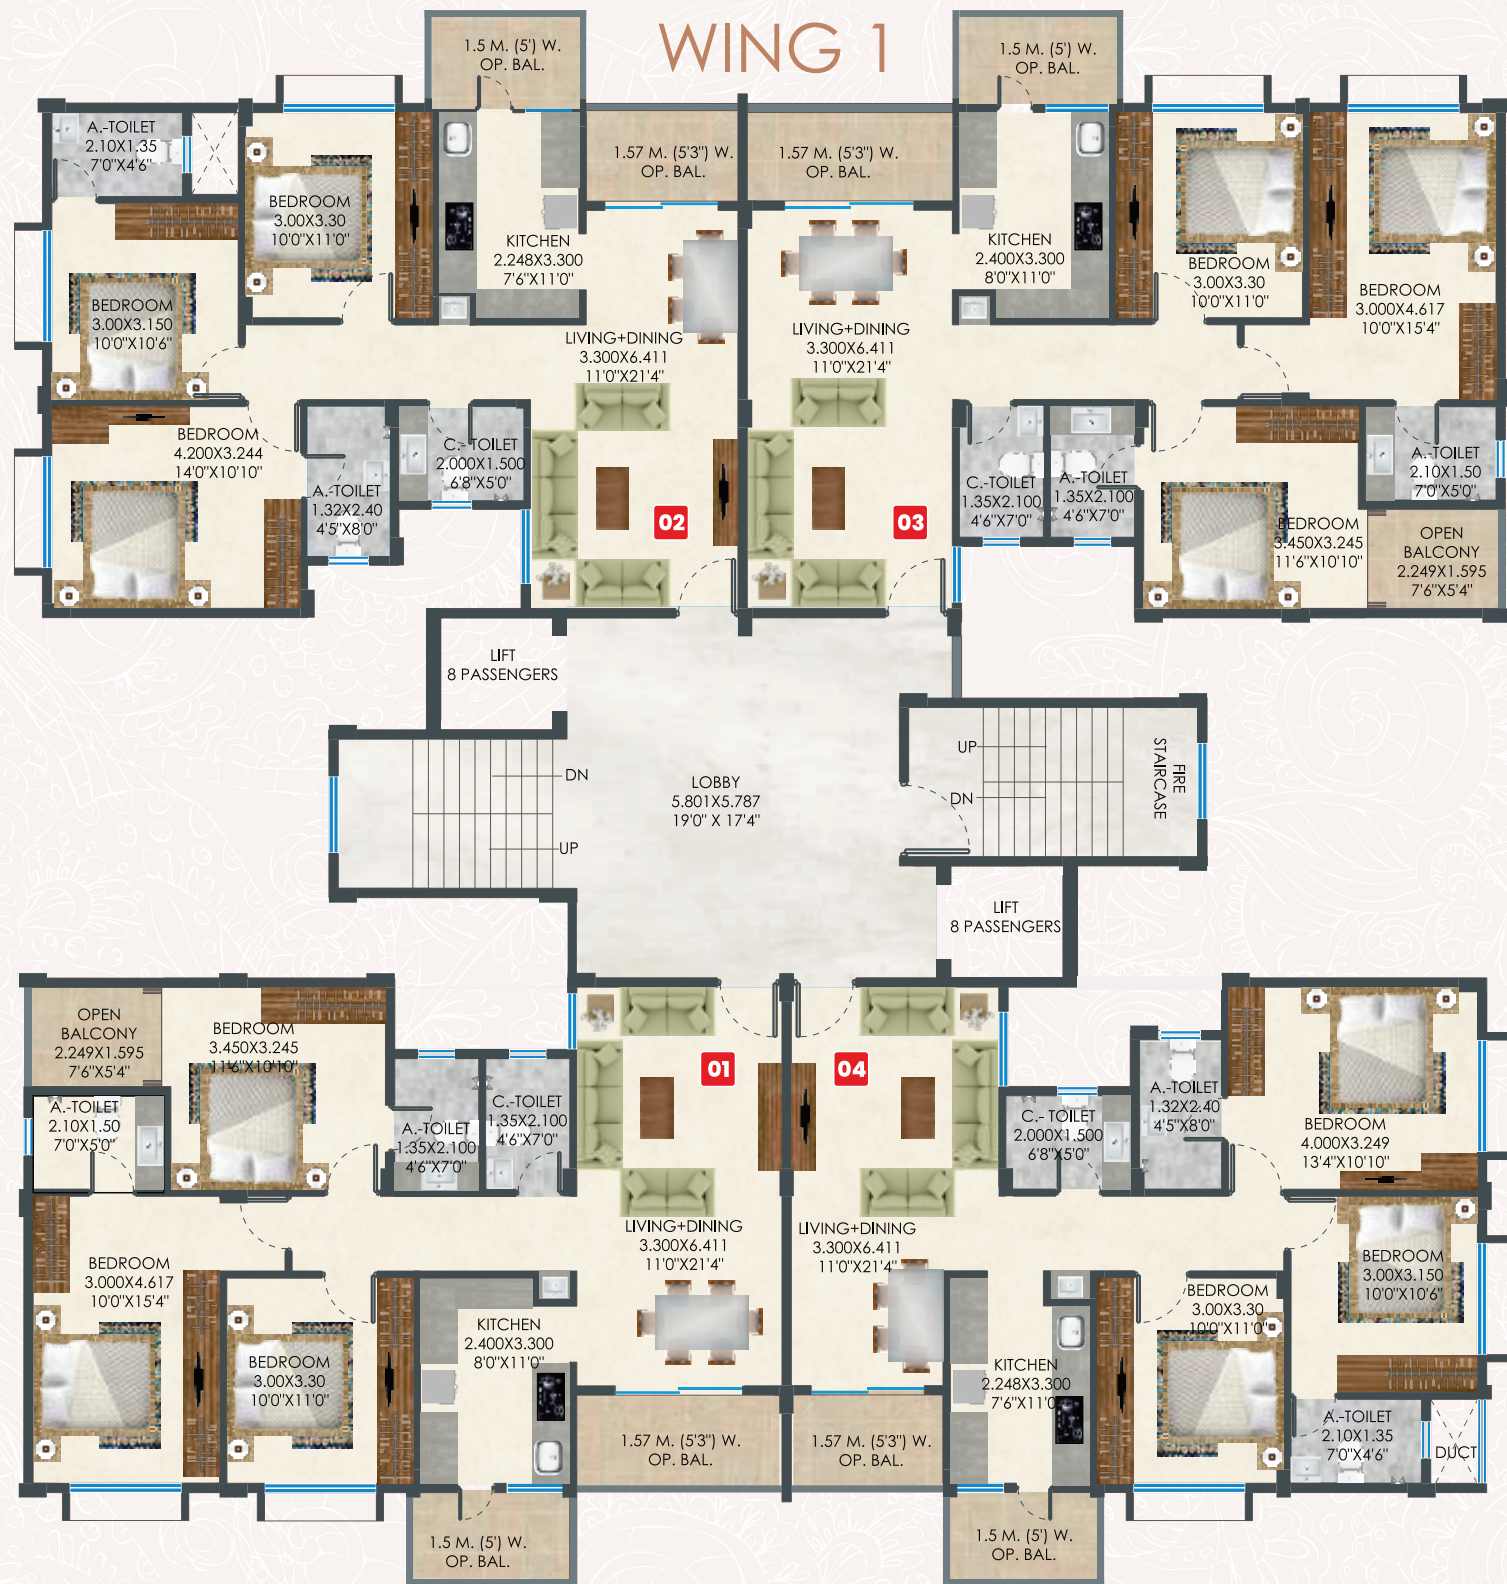 WING 1
1.5 M. (5') W.
OP. BAL.
1.5 M. (5') W.
OP. BAL.
A.-TOILET
2.10X1.35
7'0"X4'6"
BEDROOM
3.00X3.30
10'0"X11'0"
KITCHEN
2.248X3.300
7'6"X11'0"
1.57 M. (5'3") W.
OP. BAL.
1.57 M. (5'3") W.
OP. BAL.
KITCHEN
2.400X3.300
8'0"X11'0"
BEDROOM
3.00X3.30
10'0"X11'0"
BEDROOM
3.000X4.617
10'0"X15'4"
BEDROOM
3.00X3.150
10'0"X10'6"
LIVING+DINING
3.300X6.411
11'0"X21'4"
LIVING+DINING
3.300X6.411
11'0"X21'4"
BEDROOM
4.200X3.244
14'0"X10'10"
A.-TOILET
1.32X2.40
4'5"X8'0"
C.- TOILET
2.000X1.500
6'8"X5'0"
02
03
C.-TOILET
1.35X2.100
4'6"X7'0"
A.-TOILET
1.35X2.100
4'6"X7'0"
BEDROOM
3.450X3.245
11'6"X10'10"
A.-TOILET
2.10X1.50
7'0"X5'0"
OPEN
BALCONY
2.249X1.595
7'6"X5'4"
LIFT
8 PASSENGERS
DN
UP
LOBBY
5.801X5.787
19'0" X 17'4"
UP
DN
FIRE
STAIRCASE
LIFT
8 PASSENGERS
OPEN
BALCONY
2.249X1.595
7'6"X5'4"
BEDROOM
3.450X3.245
11'6"X10'10"
A.-TOILET
2.10X1.50
7'0"X5'0"
A.-TOILET
1.35X2.100
4'6"X7'0"
C.-TOILET
1.35X2.100
4'6"X7'0"
01
04
C.- TOILET
2.000X1.500
6'8"X5'0"
A.-TOILET
1.32X2.40
4'5"X8'0"
BEDROOM
4.000X3.249
13'4"X10'10"
BEDROOM
3.000X4.617
10'0"X15'4"
LIVING+DINING
3.300X6.411
11'0"X21'4"
LIVING+DINING
3.300X6.411
11'0"X21'4"
BEDROOM
3.00X3.150
10'0"X10'6"
BEDROOM
3.00X3.30
10'0"X11'0"
KITCHEN
2.400X3.300
8'0"X11'0"
KITCHEN
2.248X3.300
7'6"X11'0"
BEDROOM
3.00X3.30
10'0"X11'0"
A.-TOILET
2.10X1.35
7'0"X4'6"
DUCT
1.57 M. (5'3") W.
OP. BAL.
1.57 M. (5'3") W.
OP. BAL.
1.5 M. (5') W.
OP. BAL.
1.5 M. (5') W.
OP. BAL.